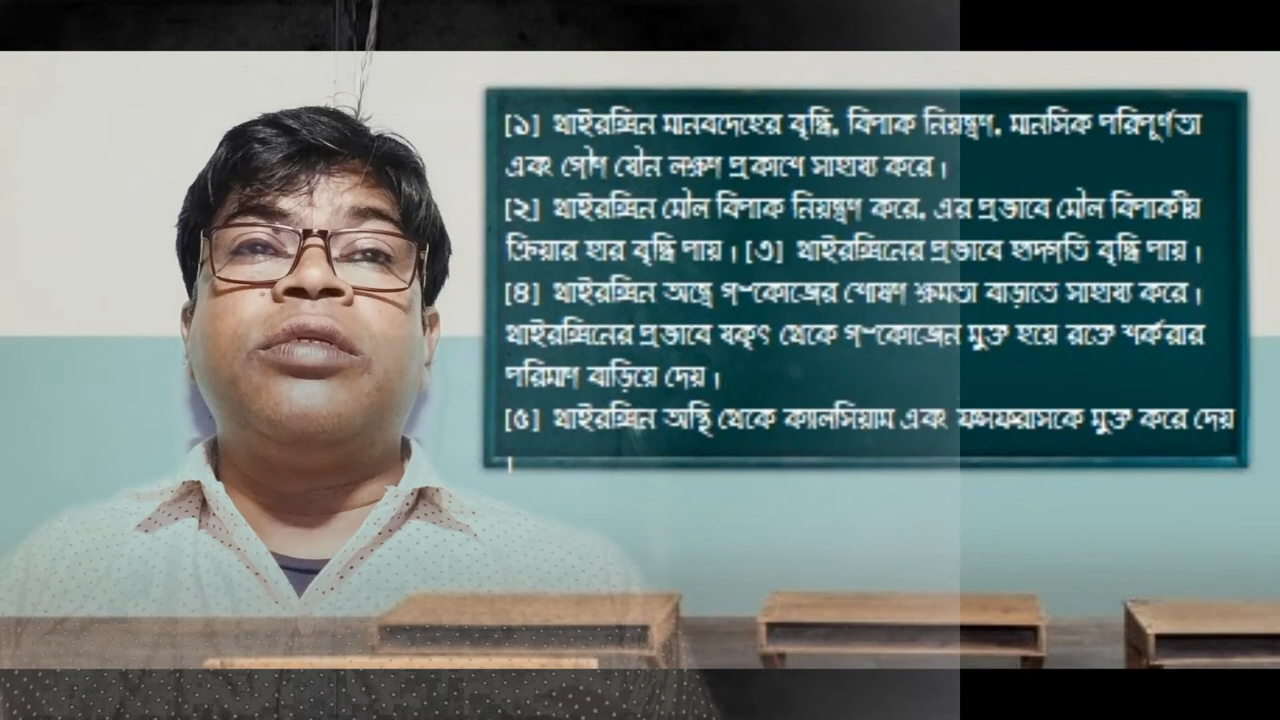 [১] থাইরক্সিন মানবদেহের বৃদ্ধি, বিপাক নিয়ন্ত্রণ, মানসিক পরিপূর্ণতা
এবং গৌণ যৌন লক্ষণ প্রকাশে সাহায্য করে।
[২] থাইরক্সিন মৌল বিপাক নিয়ন্ত্রণ করে, এর প্রভাবে মৌল বিপাকীয়
ক্রিয়ার হার বৃদ্ধি পায়। [৩] থাইরক্সিনের প্রভাবে হৃদগতি বৃদ্ধি পায়।
[৪] থাইরক্সিন অন্ত্রে গ্লুকোজের শোষণ ক্ষমতা বাড়াতে সাহায্য করে।
থাইরক্সিনের প্রভাবে যকৃৎ থেকে গ্লুকোজেন মুক্ত হয়ে রক্তে শর্করার
পরিমাণ বাড়িয়ে দেয়।
[৫] থাইরক্সিন অস্থি থেকে ক্যালসিয়াম এবং ফসফরাসকে মুক্ত করে দেয়
।